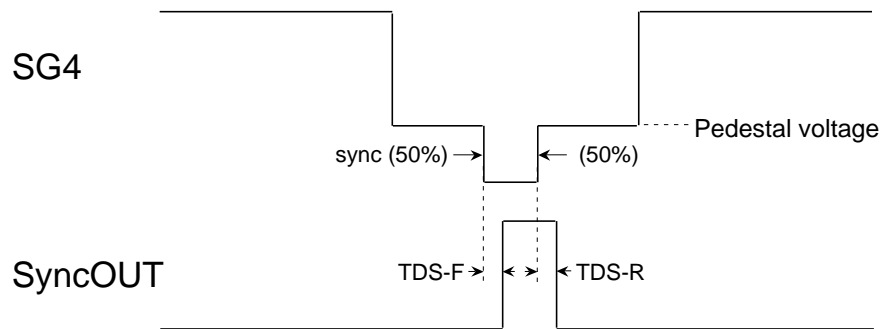 SG4
Pedestal voltage
sync (50%)
(50%)
SyncOUT
TDS-F
TDS-R